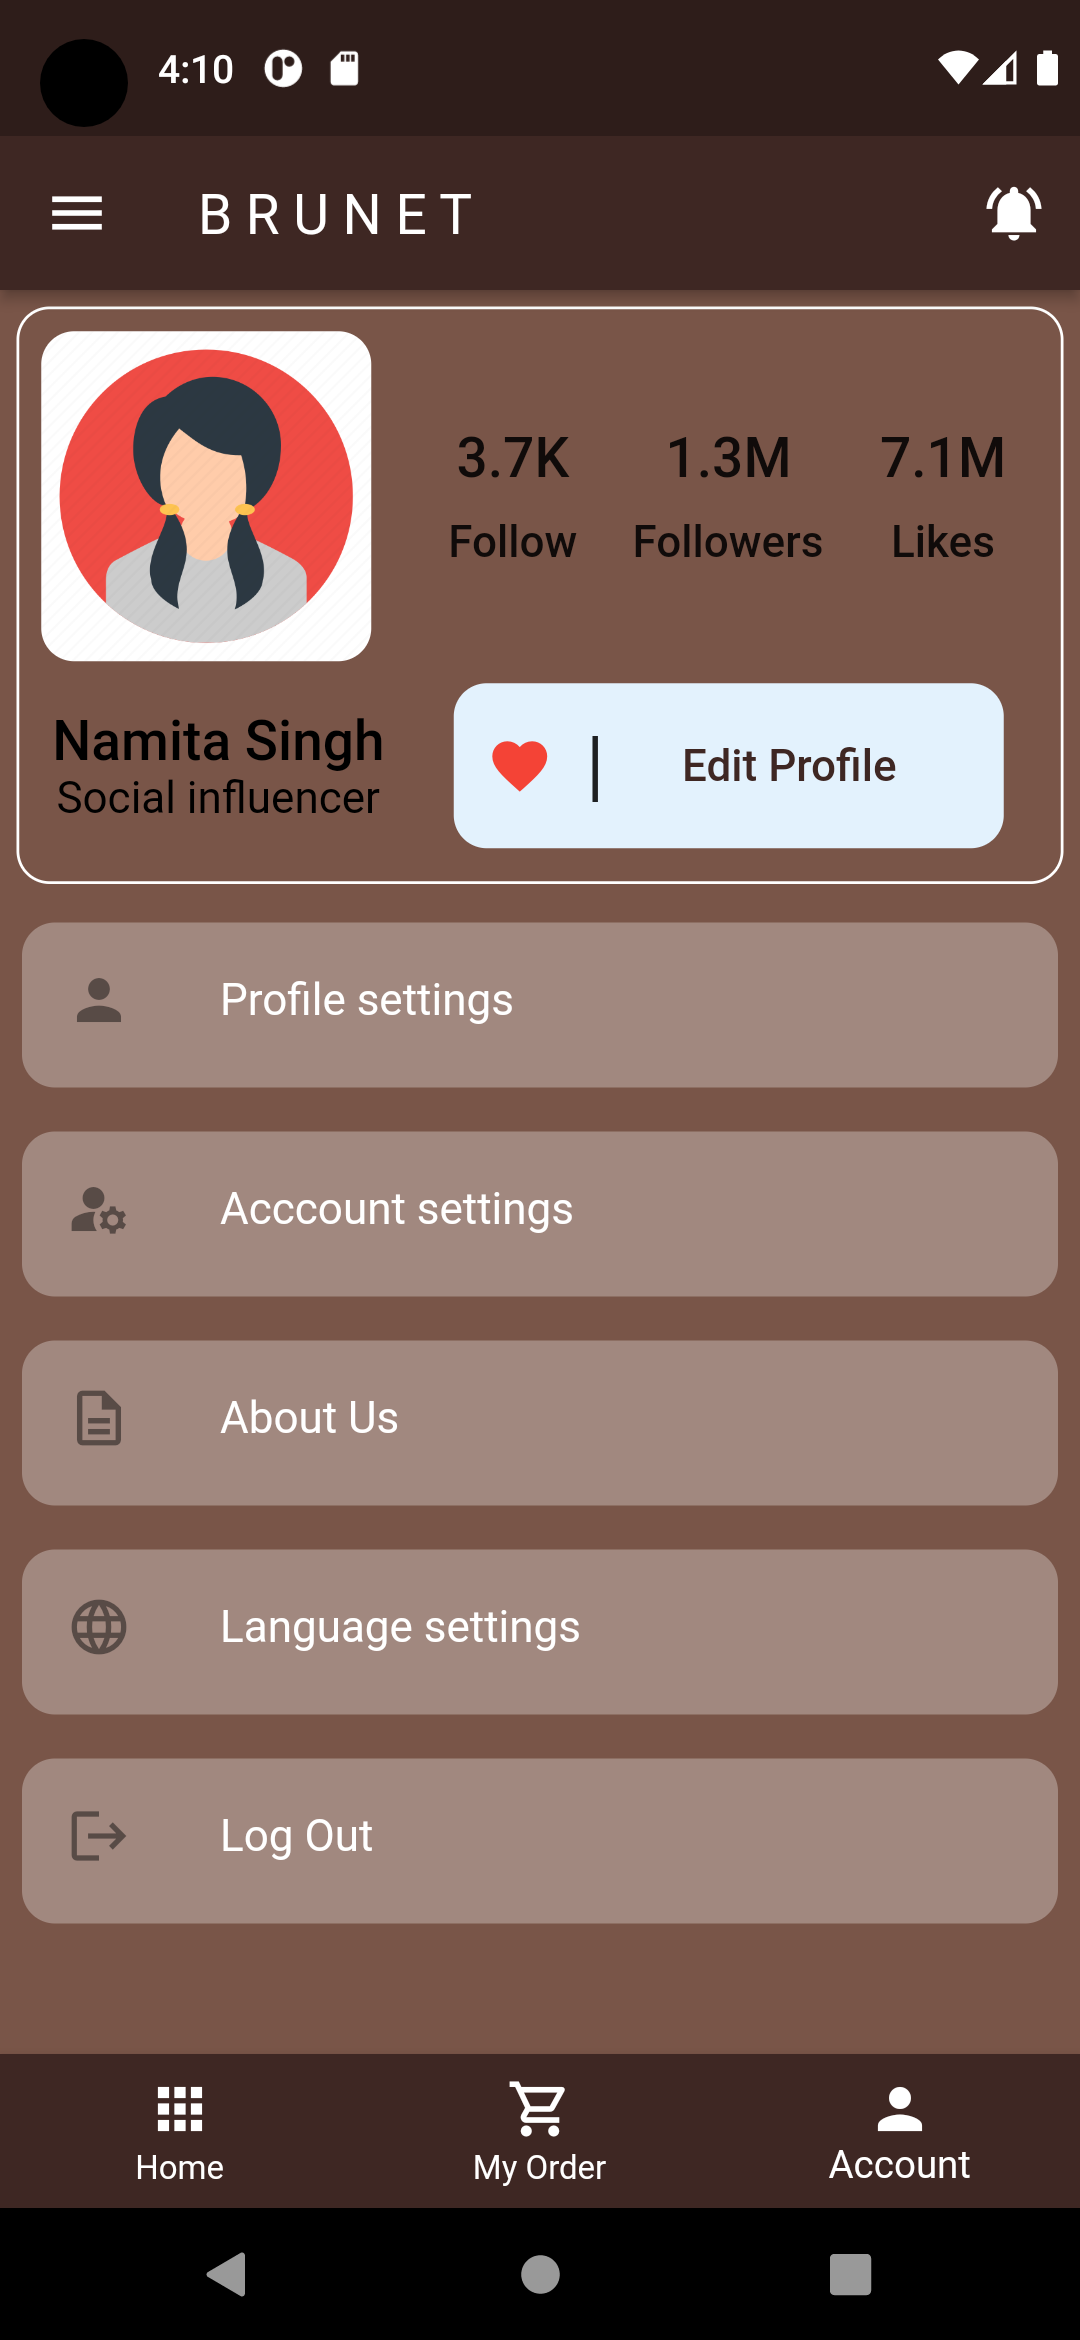 4:10
BRUNET
3.7K 1.3M 7.1M
Follow Followers Likes
Namita Singh
Social influencer
Edit Profile
Profile settings
Acccount settings
About Us
Language settings
Log Out
Home My Order Account